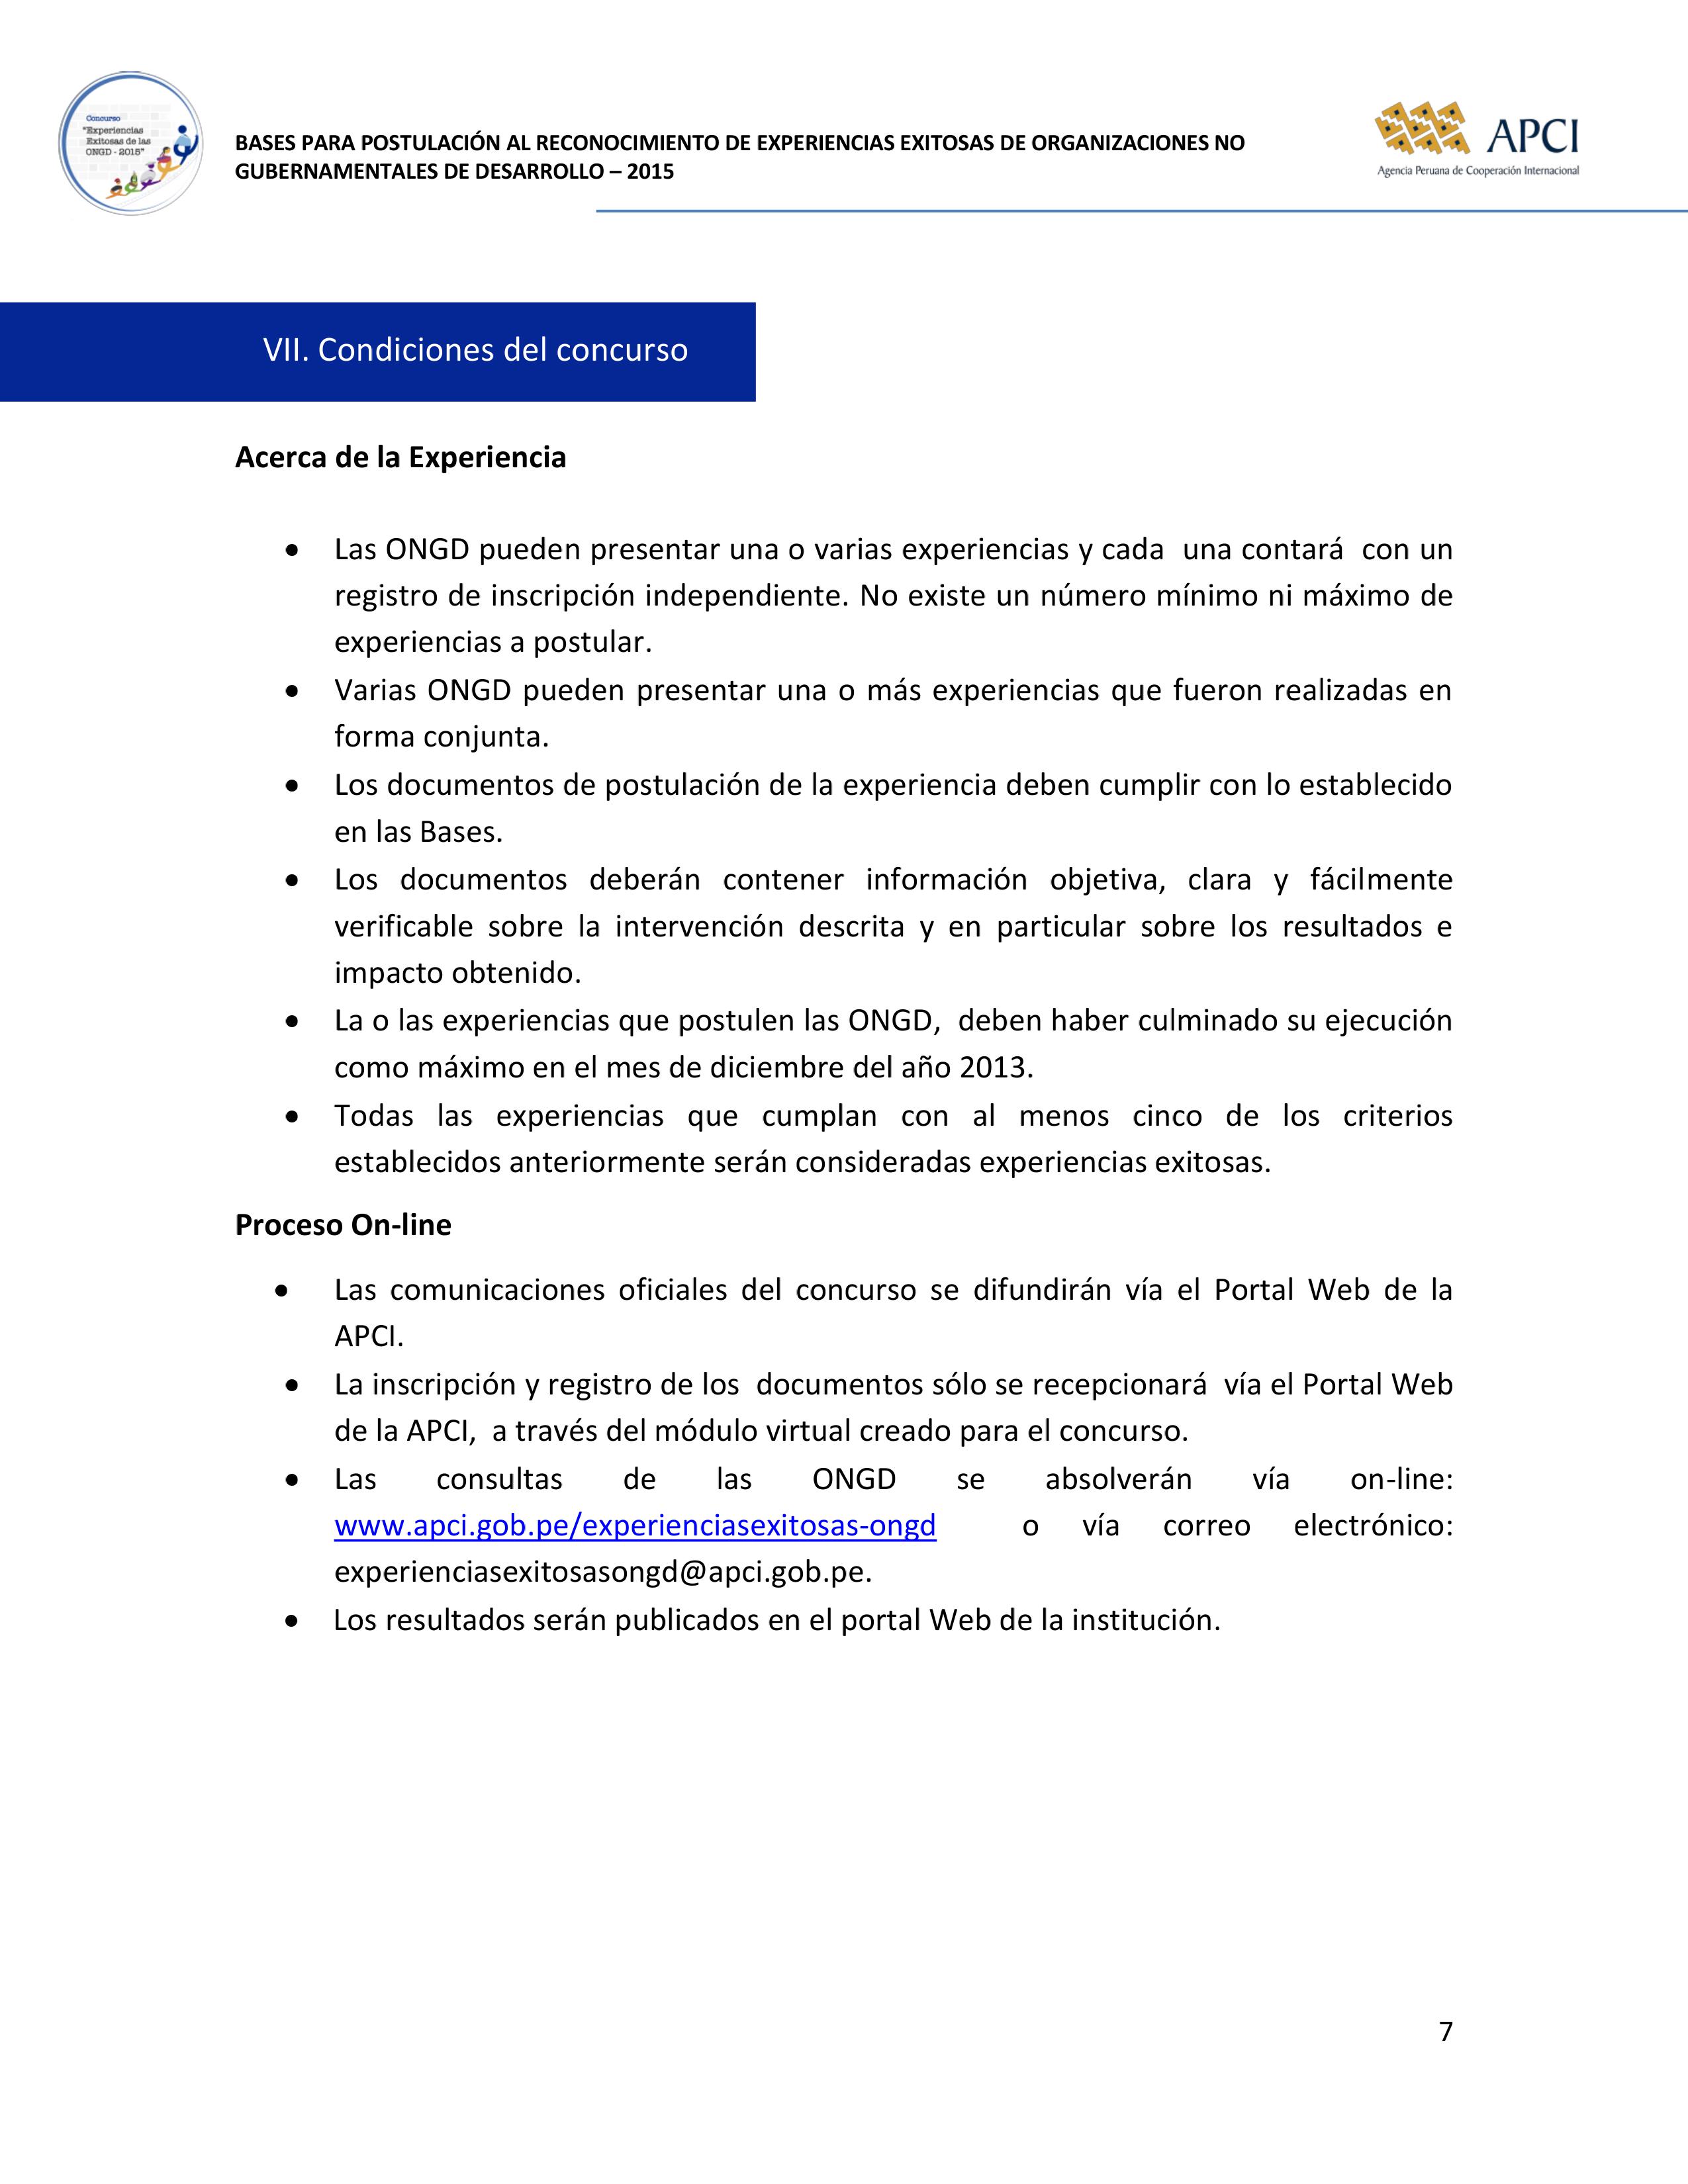 Concurso
"Experiencias
Exitosas de las
ONGD - 2015"
BASES PARA POSTULACIÓN AL RECONOCIMIENTO DE EXPERIENCIAS EXITOSAS DE ORGANIZACIONES NO
GUBERNAMENTALES DE DESARROLLO – 2015
APCI
Agencia Peruana de Cooperación Internacional
VII. Condiciones del concurso
Acerca de la Experiencia
• Las ONGD pueden presentar una o varias experiencias y cada una contará con un
registro de inscripción independiente. No existe un número mínimo ni máximo de
experiencias a postular.
• Varias ONGD pueden presentar una o más experiencias que fueron realizadas en
forma conjunta.
• Los documentos de postulación de la experiencia deben cumplir con lo establecido
en las Bases.
• Los documentos deberán contener información objetiva, clara y fácilmente
verificable sobre la intervención descrita y en particular sobre los resultados e
impacto obtenido.
• La o las experiencias que postulen las ONGD, deben haber culminado su ejecución
como máximo en el mes de diciembre del año 2013.
• Todas las experiencias que cumplan con al menos cinco de los criterios
establecidos anteriormente serán consideradas experiencias exitosas.
Proceso On-line
• Las comunicaciones oficiales del concurso se difundirán vía el Portal Web de la
APCI.
• La inscripción y registro de los documentos sólo se recepcionará vía el Portal Web
de la APCI, a través del módulo virtual creado para el concurso.
• Las consultas de las ONGD se absolverán vía on-line:
www.apci.gob.pe/experienciasexitosas-ongd o vía correo electrónico:
experienciasexitosasongd@apci.gob.pe.
• Los resultados serán publicados en el portal Web de la institución.
7